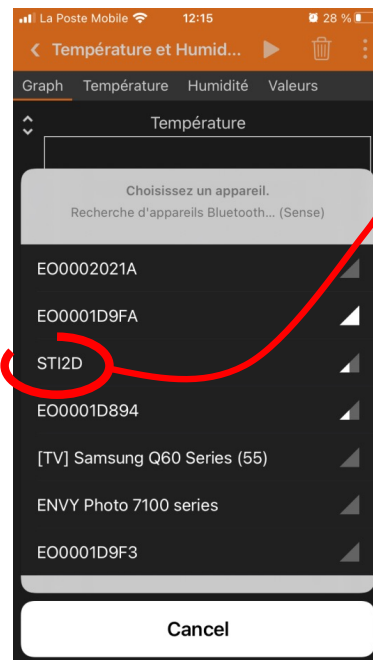 La Poste Mobile 12:15 28 %
Température et Humid...
Graph Température Humidité Valeurs
Température
Choisissez un appareil.
Recherche d'appareils Bluetooth... (Sense)
EO0002021A
EO0001D9FA
STI2D
EO0001D894
[TV] Samsung Q60 Series (55)
ENVY Photo 7100 series
EO0001D9F3
Cancel